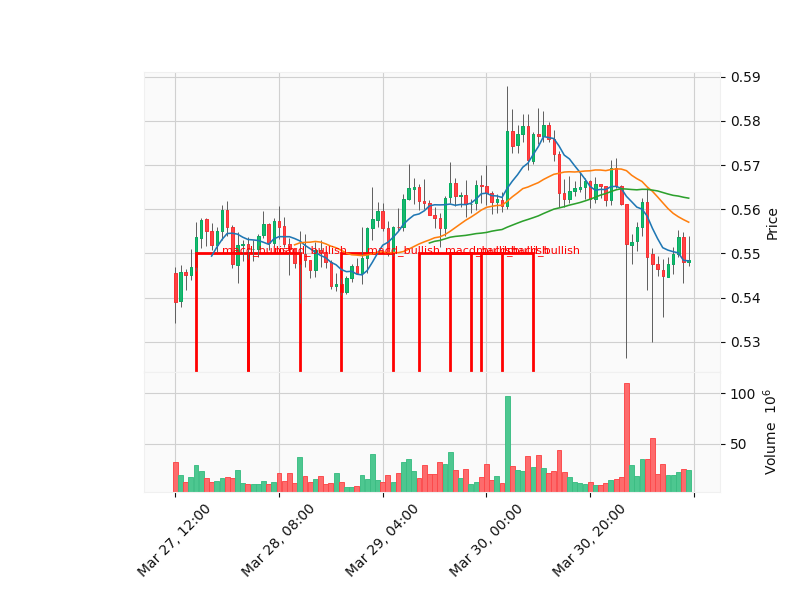 0.59
0.58
0.57
0.56
0.55
0.54
0.53
Price
macd_bullish
macd_bullish
100
50
Volume 10^6
Mar 27, 12:00
Mar 28, 08:00
Mar 29, 04:00
Mar 30, 00:00
Mar 30, 20:00